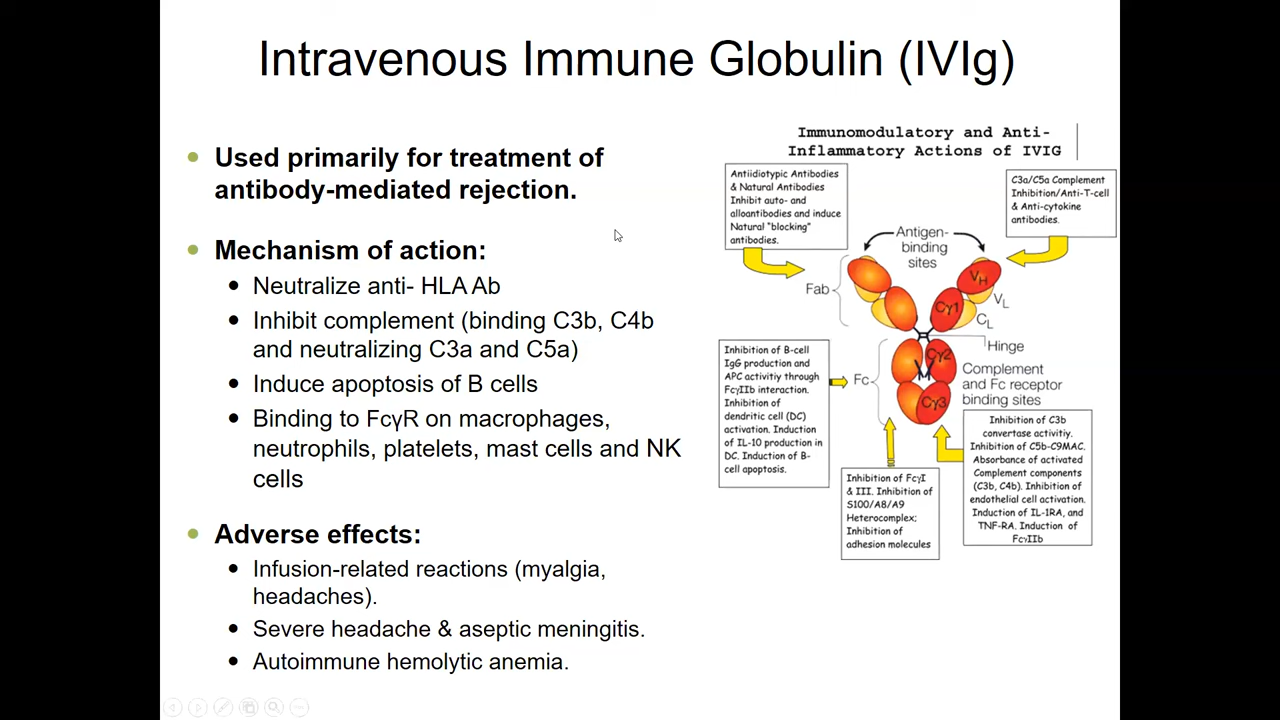 Intravenous Immune Globulin (IVIg)
Used primarily for treatment of
antibody-mediated rejection.
Mechanism of action:
Neutralize anti- HLA Ab
Inhibit complement (binding C3b, C4b
and neutralizing C3a and C5a)
Induce apoptosis of B cells
Binding to FcγR on macrophages,
neutrophils, platelets, mast cells and NK
cells
Adverse effects:
Infusion-related reactions (myalgia,
headaches).
Severe headache & aseptic meningitis.
Autoimmune hemolytic anemia.
Immunomodulatory and Anti-
Inflammatory Actions of IVIG
Antiidiotypic Antibodies
& Natural Antibodies
Inhibit auto- and
alloantibodies and induce
Natural "blocking"
antibodies.
C3a/C5a Complement
Inhibition/Anti-T-cell
& Anti-cytokine
antibodies.
Antigen-
binding
sites
Fab
VH
VL
Cγ1
CL
Hinge
Inhibition of B-cell
IgG production and
APC activitiy through
FcγIIb interaction.
Inhibition of
dendritic cell (DC)
activation. Induction
of IL-10 production in
DC. Induction of B-
cell apoptosis.
Fc
Cγ2
Cγ3
Complement
and Fc receptor
binding sites
Inhibition of FcγI
& III. Inhibition of
S100/A8/A9
Heterocomplex;
Inhibition of
adhesion molecules
Inhibition of C3b
convertase activitiy.
Inhibition of C5b-C9MAC.
Absorbance of activated
Complement components
(C3b, C4b). Inhibition of
endothelial cell activation.
Induction of IL-1RA, and
TNF-RA. Induction of
FcγIIb